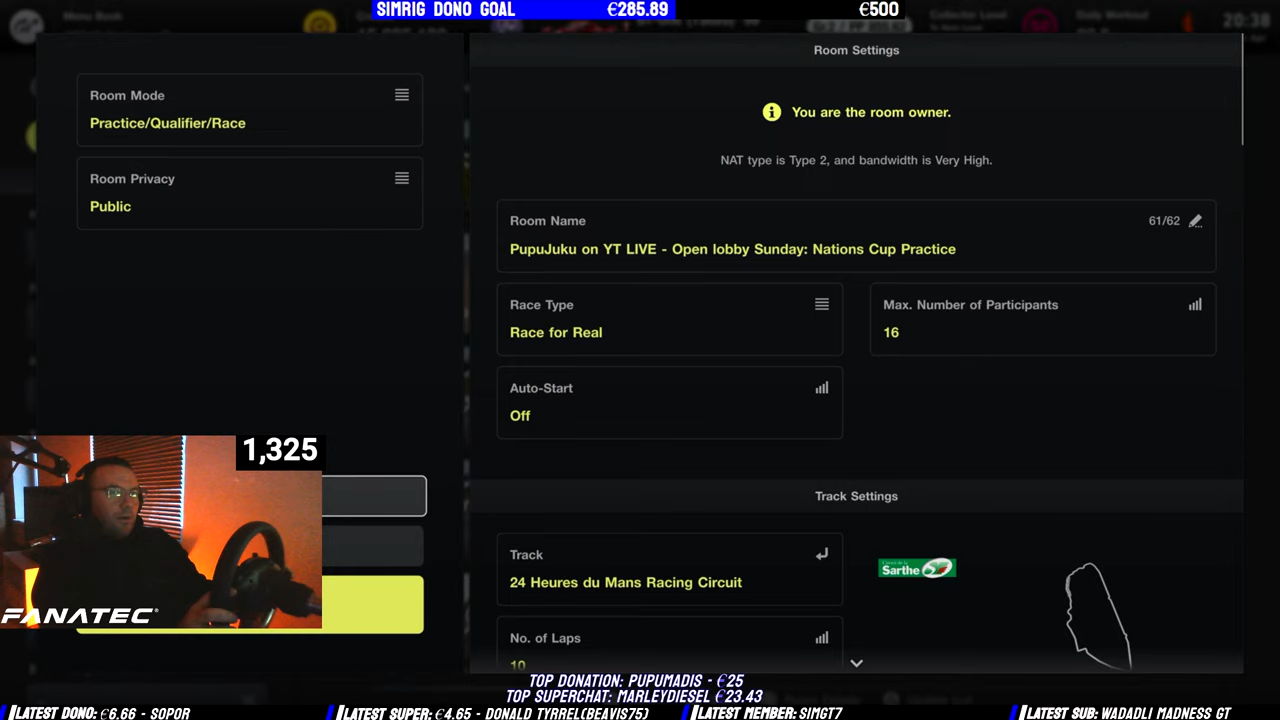 SIMRIG DONO GOAL €285.89 €500
20:38
Room Settings
Room Mode
Practice/Qualifier/Race
Room Privacy
Public
You are the room owner.
NAT type is Type 2, and bandwidth is Very High.
Room Name 61/62
PupuJuku on YT LIVE - Open lobby Sunday: Nations Cup Practice
Race Type
Race for Real
Max. Number of Participants
16
Auto-Start
Off
1,325
Track Settings
Track
24 Heures du Mans Racing Circuit
Sarthe
No. of Laps
10
FANATEC
TOP DONATION: PUPUMADIS - €25
TOP SUPERCHAT: MARLEYDIESEL €23.43
LATEST DONO: €6.66 - SOPOR
LATEST SUPER: €4.65 - DONALD TYRREL(BEAVIS75)
LATEST MEMBER: SIMGT7
LATEST SUB: WADADLI MADNESS GT